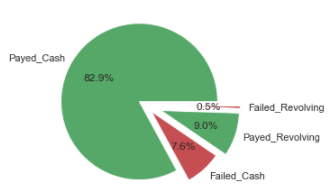 Payed_Cash
82.9%
0.5%
Failed_Revolving
9.0%
Payed_Revolving
7.6%
Failed_Cash